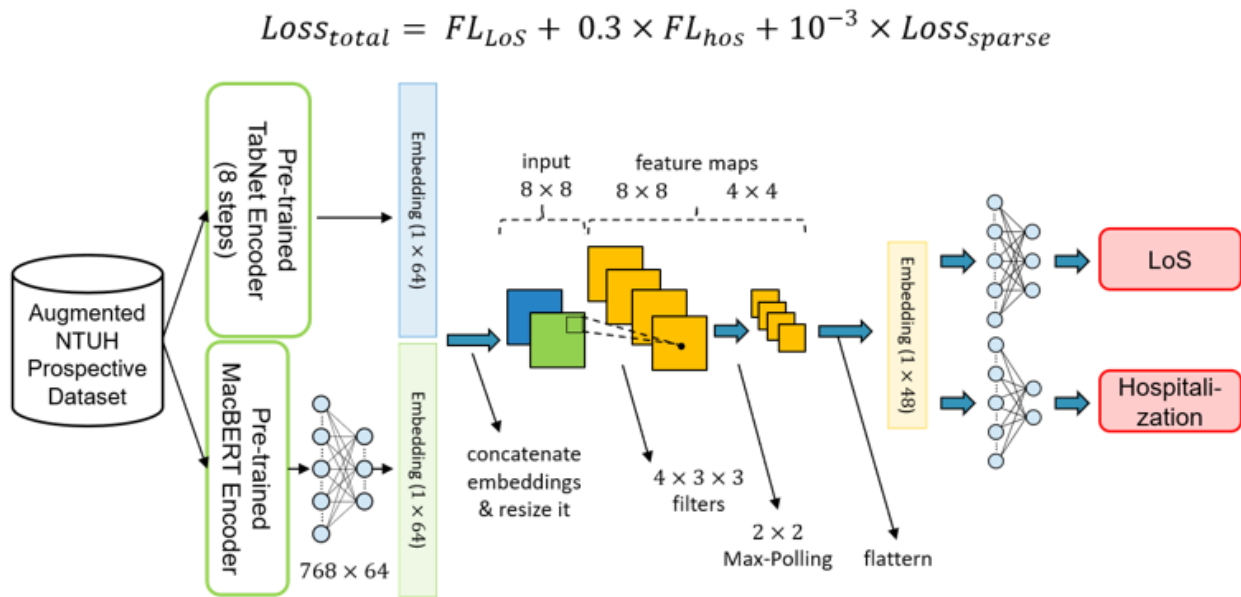 Loss_total = FL_LoS + 0.3 × FL_hos + 10^−3 × Loss_sparse
Augmented
NTUH
Prospective
Dataset
Pre-trained
TabNet Encoder
(8 steps)
Pre-trained
MacBERT Encoder
768 × 64
Embedding (1 × 64)
Embedding (1 × 64)
concatenate
embeddings
& resize it
input
8 × 8
feature maps
8 × 8 4 × 4
4 × 3 × 3
filters
2 × 2
Max-Polling
flattern
Embedding (1 × 48)
LoS
Hospitali-
zation